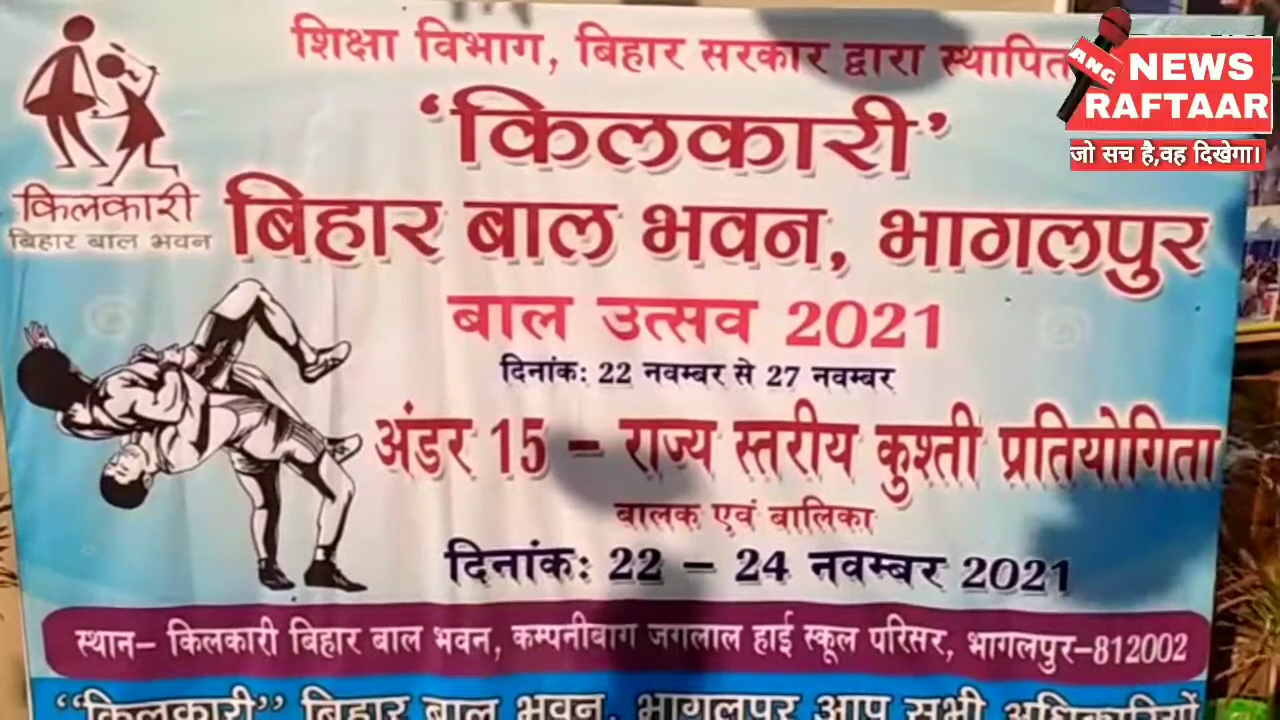 शिक्षा विभाग, बिहार सरकार द्वारा स्थापित
ANG NEWS
RAFTAAR
जो सच है,वह दिखेगा।
‘किलकारी’
किलकारी
बिहार बाल भवन
बिहार बाल भवन, भागलपुर
बाल उत्सव 2021
दिनांक: 22 नवम्बर से 27 नवम्बर
अंडर 15 – राज्य स्तरीय कुश्ती प्रतियोगिता
बालक एवं बालिका
दिनांक: 22 – 24 नवम्बर 2021
स्थान– किलकारी बिहार बाल भवन, कम्पनीबाग जगलाल हाई स्कूल परिसर, भागलपुर–812002
“किलकारी” बिहार बाल भवन, भागलपुर आप सभी अधिकारियों